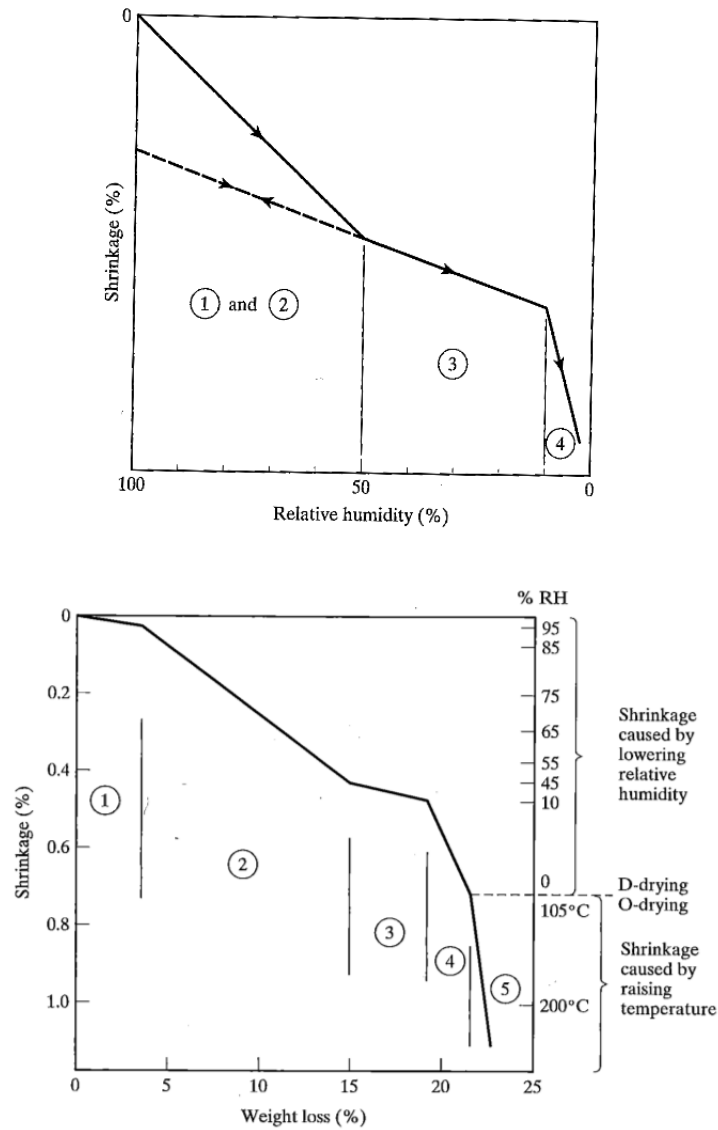 0
Shrinkage (%)
1 and 2
3
4
100
50
0
Relative humidity (%)
% RH
0
0.2
0.4
0.6
0.8
1.0
Shrinkage (%)
95
85
75
65
55
45
10
0
105°C
200°C
1
2
3
4
5
Shrinkage
caused by
lowering
relative
humidity
D-drying
O-drying
Shrinkage
caused by
raising
temperature
0
5
10
15
20
25
Weight loss (%)